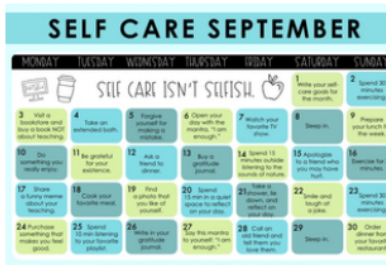 SELF CARE SEPTEMBER
MONDAY TUESDAY WEDNESDAY THURSDAY FRIDAY SATURDAY SUNDAY
SELF CARE ISN'T SELFISH.
1
Write your self
care goals for
the month.
2
Spend 30
minutes
exercising
3 Visit a
bookstore and
buy a book NOT
about teaching.
4
Take an
extended bath.
5 Forgive
yourself for
making a
mistake.
6 Open your
day with the
mantra, "I am
enough."
7 Watch your
favorite TV
show.
8
Sleep in.
9 Prepare
your lunch
the week.
10 Do
something you
really enjoy.
11 Be grateful
for your
existence.
12 Ask a
friend to
dinner.
13 Buy a
gratitude
journal.
14 Spend 15
minutes outside
listening to the
sounds of nature.
15 Apologize
to a friend who
you may have
hurt.
16
Exercise for
minutes.
17 Share
a funny meme
about your
teaching.
18 Cook
your favorite
meal.
19 Find
a photo that
you like of
yourself.
20 Spend
15 min in a quiet
space to reflect
on your day.
21 Take a
shower, lie
down, and
reflect on
your day.
22 Smile and
laugh at
a joke.
23 Spend 30
minutes
exercising.
24 Purchase
something that
makes you feel
good.
25 Spend
10 min listening
to your favorite
playlist.
26
Write in your
gratitude
journal.
27
Say this mantra
to yourself: "I am
enough."
28 Call an
old friend and
tell them you
love them.
29
Sleep in.
30 Order
dinner from
your favorite
restaurant